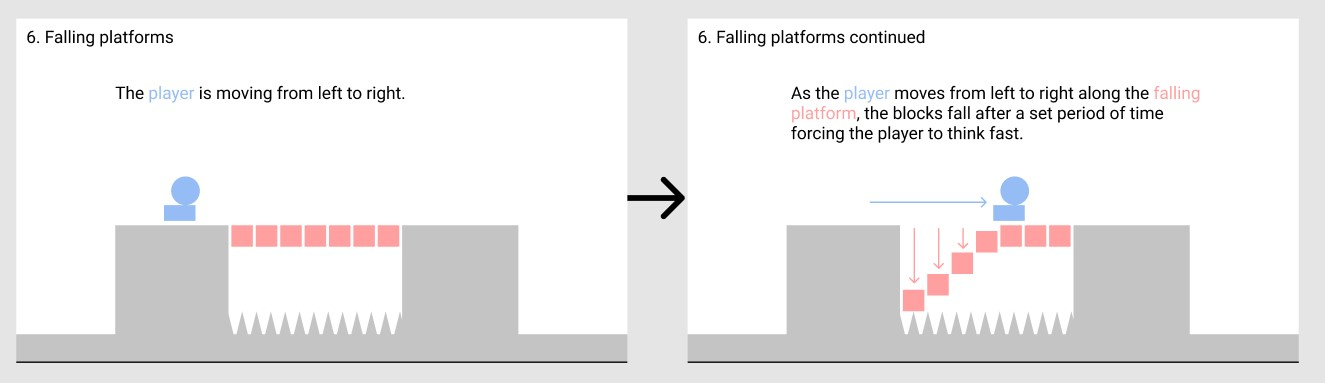 6. Falling platforms
The player is moving from left to right.
6. Falling platforms continued
As the player moves from left to right along the falling
platform, the blocks fall after a set period of time
forcing the player to think fast.